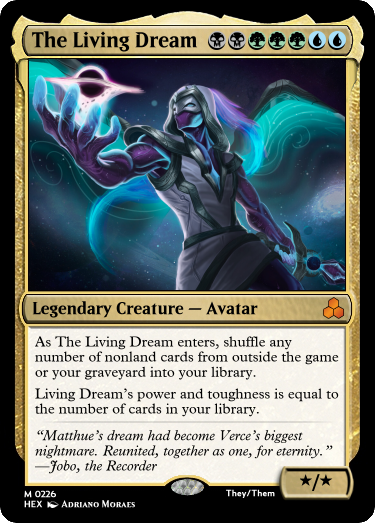 The Living Dream
Legendary Creature — Avatar
As The Living Dream enters, shuffle any
number of nonland cards from outside the game
or your graveyard into your library.
Living Dream's power and toughness is equal to
the number of cards in your library.
“Matthue's dream had become Verce's biggest
nightmare. Reunited, together as one, for eternity.”
—Jobo, the Recorder
★/★
M 0226
They/Them
HEX Adriano Moraes